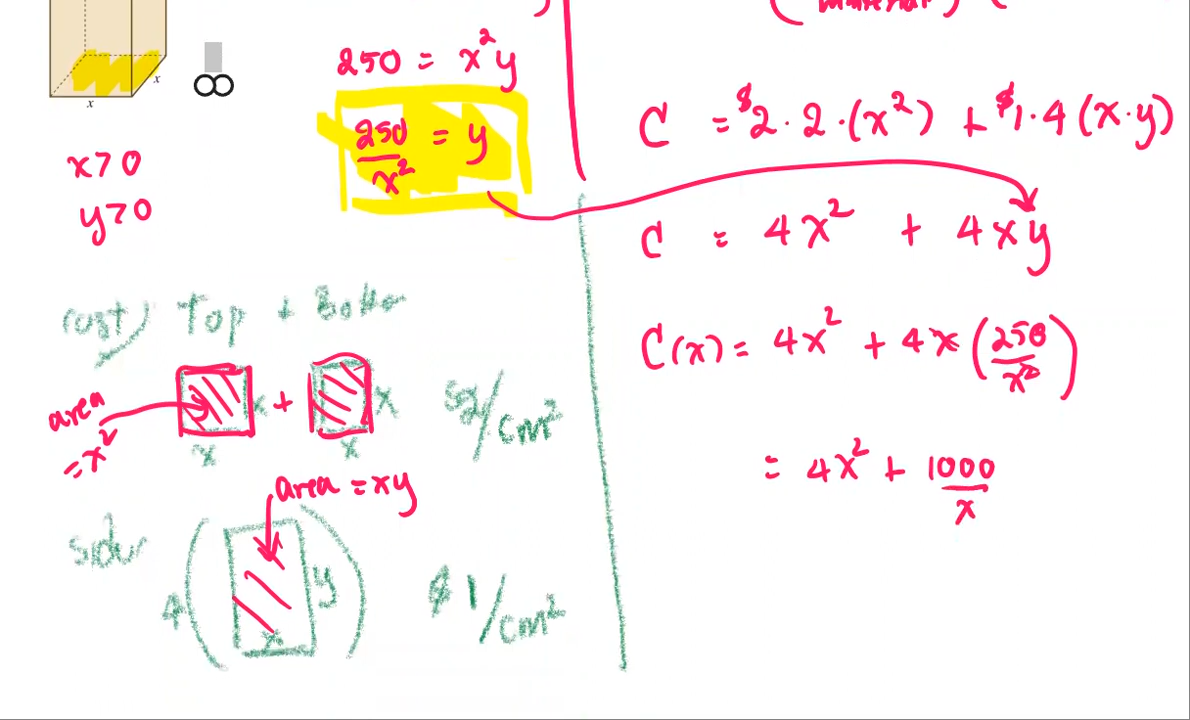 x
x
250 = x²y
250/x² = y
x>0
y>0
C = $2·2·(x²) + $1·4(x·y)
C = 4x² + 4xy
C(x) = 4x² + 4x(250/x²)
= 4x² + 1000/x
cost) Top + Bottom
area = x²
x + x
x x
$2/cm²
area = xy
side
4( y )
x
$1/cm²